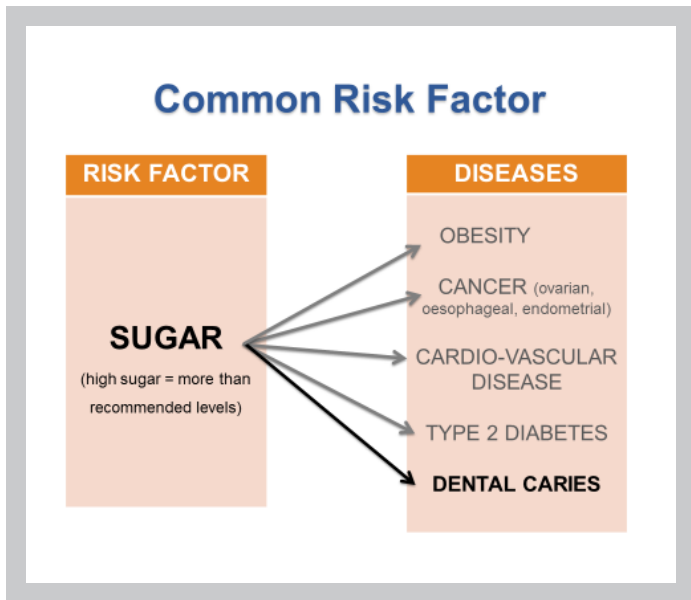 Common Risk Factor
RISK FACTOR
SUGAR
(high sugar = more than
recommended levels)
DISEASES
OBESITY
CANCER (ovarian,
oesophageal, endometrial)
CARDIO-VASCULAR
DISEASE
TYPE 2 DIABETES
DENTAL CARIES